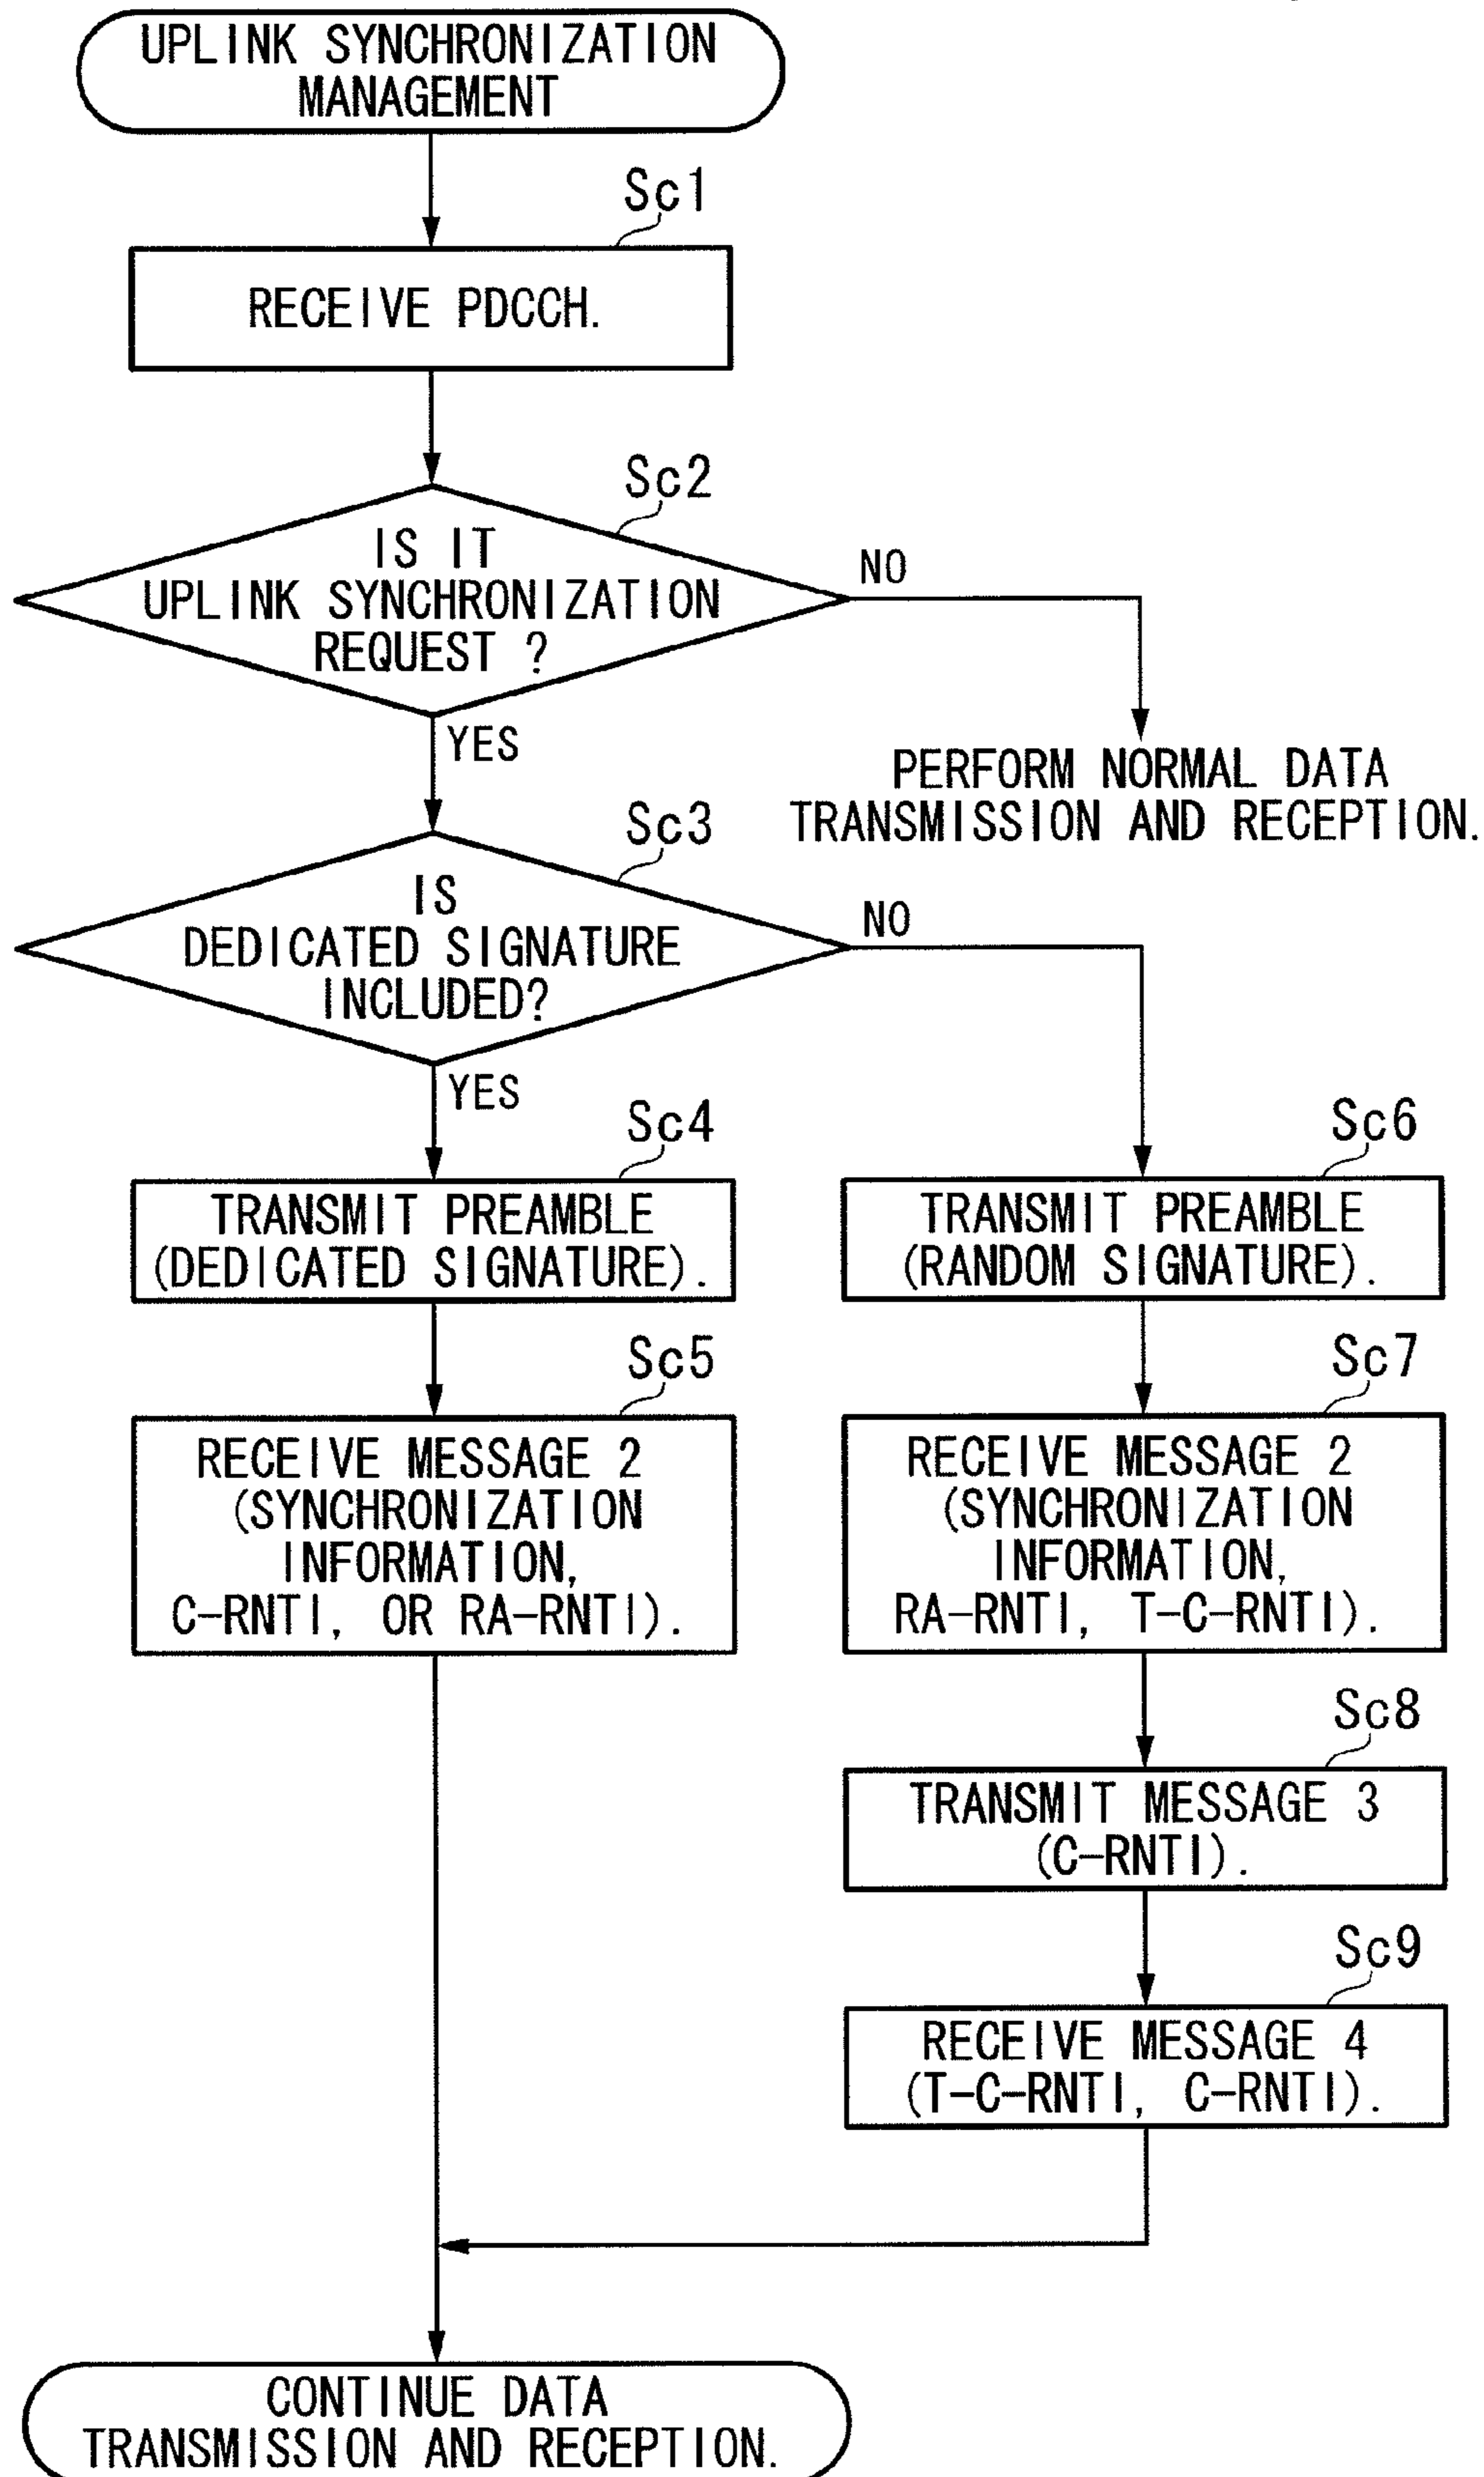 UPLINK SYNCHRONIZATION
MANAGEMENT
Sc1
RECEIVE PDCCH.
Sc2
IS IT
UPLINK SYNCHRONIZATION
REQUEST ?
NO
YES
PERFORM NORMAL DATA
TRANSMISSION AND RECEPTION.
Sc3
IS
DEDICATED SIGNATURE
INCLUDED?
NO
YES
Sc4
TRANSMIT PREAMBLE
(DEDICATED SIGNATURE).
Sc5
RECEIVE MESSAGE 2
(SYNCHRONIZATION
INFORMATION,
C-RNTI, OR RA-RNTI).
Sc6
TRANSMIT PREAMBLE
(RANDOM SIGNATURE).
Sc7
RECEIVE MESSAGE 2
(SYNCHRONIZATION
INFORMATION,
RA-RNTI, T-C-RNTI).
Sc8
TRANSMIT MESSAGE 3
(C-RNTI).
Sc9
RECEIVE MESSAGE 4
(T-C-RNTI, C-RNTI).
CONTINUE DATA
TRANSMISSION AND RECEPTION.